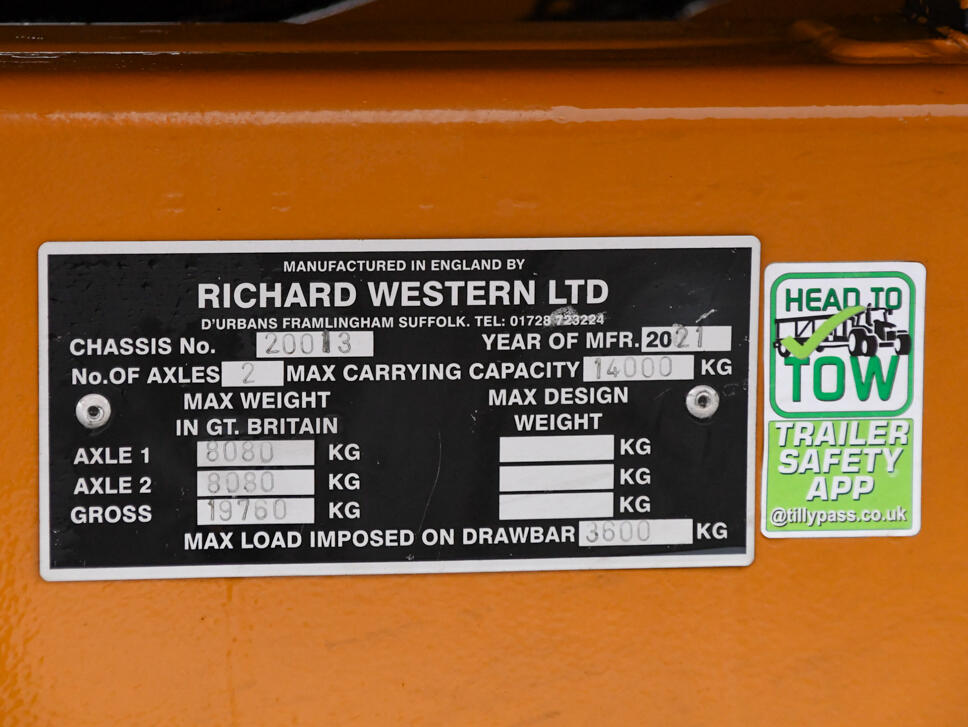 MANUFACTURED IN ENGLAND BY
RICHARD WESTERN LTD
D'URBANS FRAMLINGHAM SUFFOLK. TEL: 01728 723224
CHASSIS No. 20013 YEAR OF MFR. 2021
No.OF AXLES 2 MAX CARRYING CAPACITY 14000 KG
MAX WEIGHT IN GT. BRITAIN
MAX DESIGN WEIGHT
AXLE 1 8080 KG KG
AXLE 2 8080 KG KG
GROSS 19760 KG KG
MAX LOAD IMPOSED ON DRAWBAR 3600 KG
HEAD TO
TOW
TRAILER
SAFETY
APP
@tillypass.co.uk